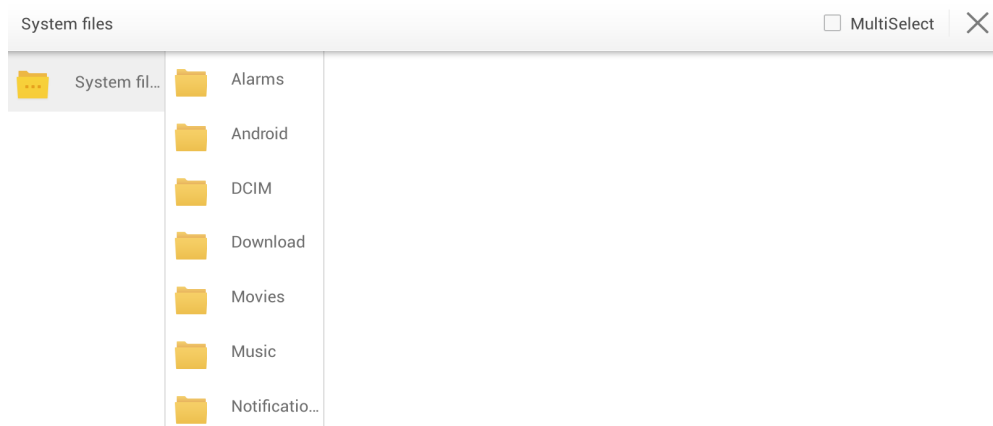 System files
MultiSelect
System fil...
Alarms
Android
DCIM
Download
Movies
Music
Notificatio...